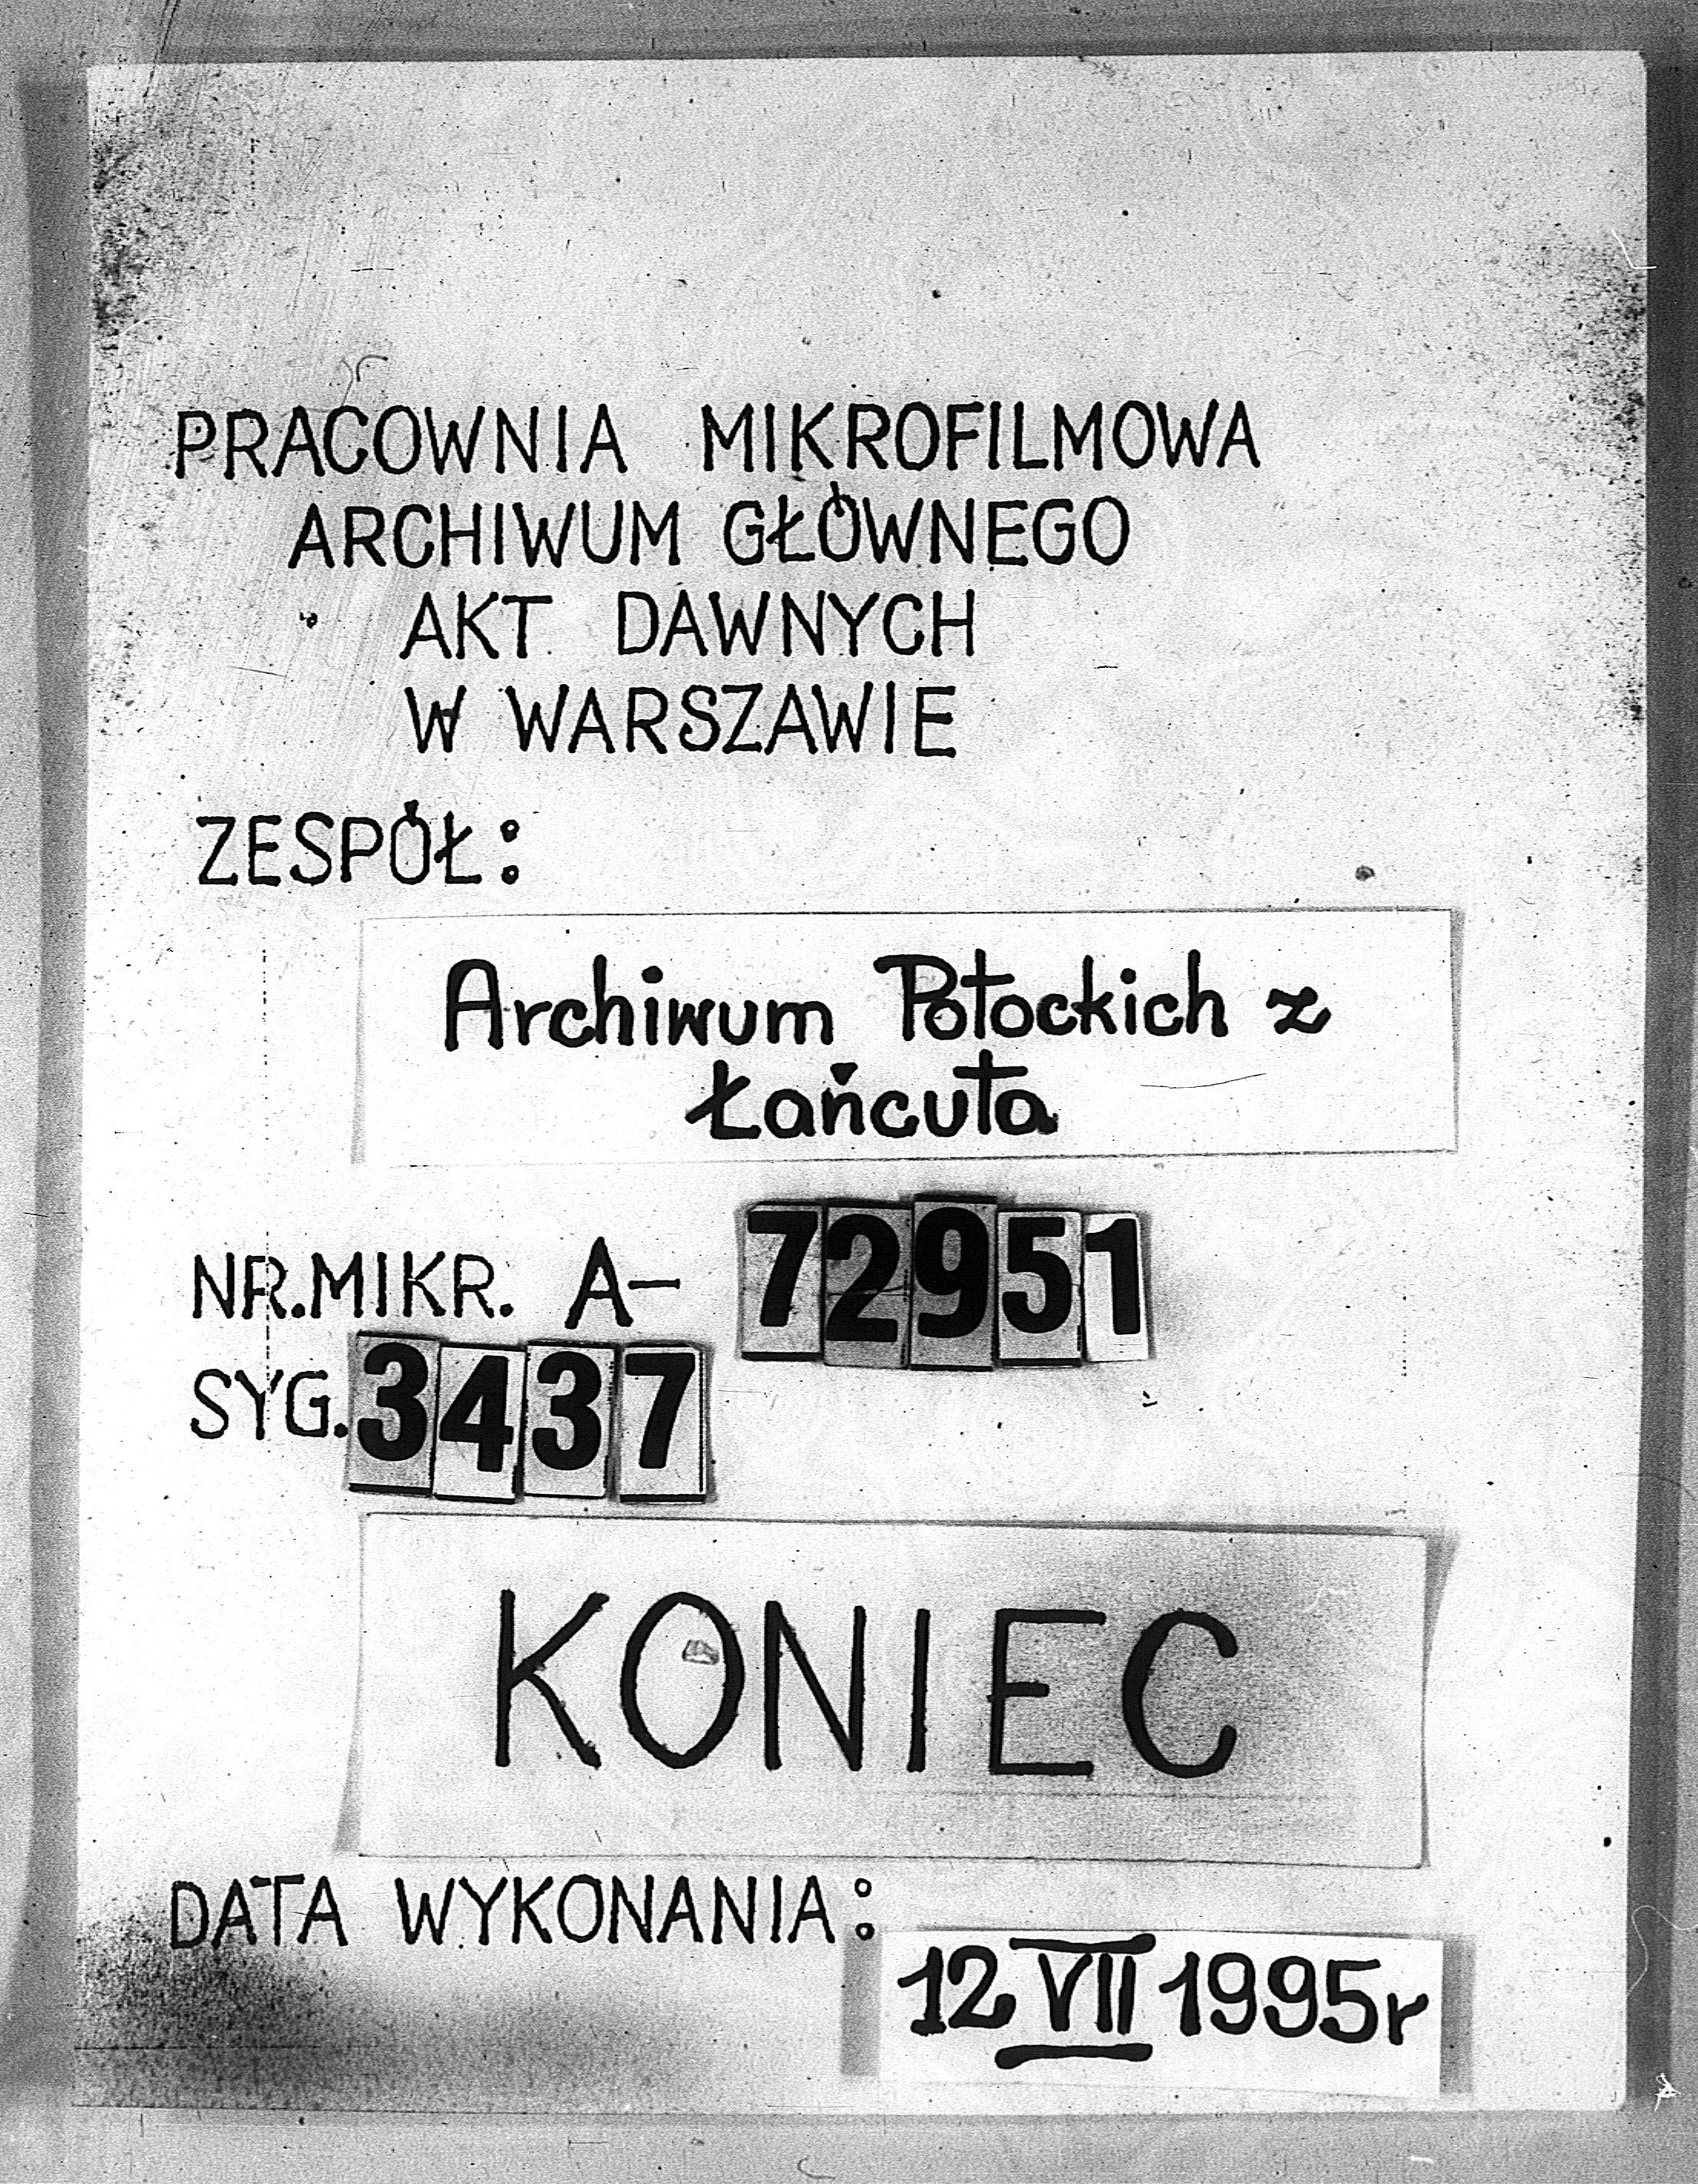 PRACOWNIA MIKROFILMOWA
ARCHIWUM GŁÓWNEGO
AKT DAWNYCH
W WARSZAWIE
ZESPÓŁ:
Archiwum Potockich z
Łańcuta
NR.MIKR. A- 72951
SYG. 3437
KONIEC
DATA WYKONANIA:
12 VII 1995r